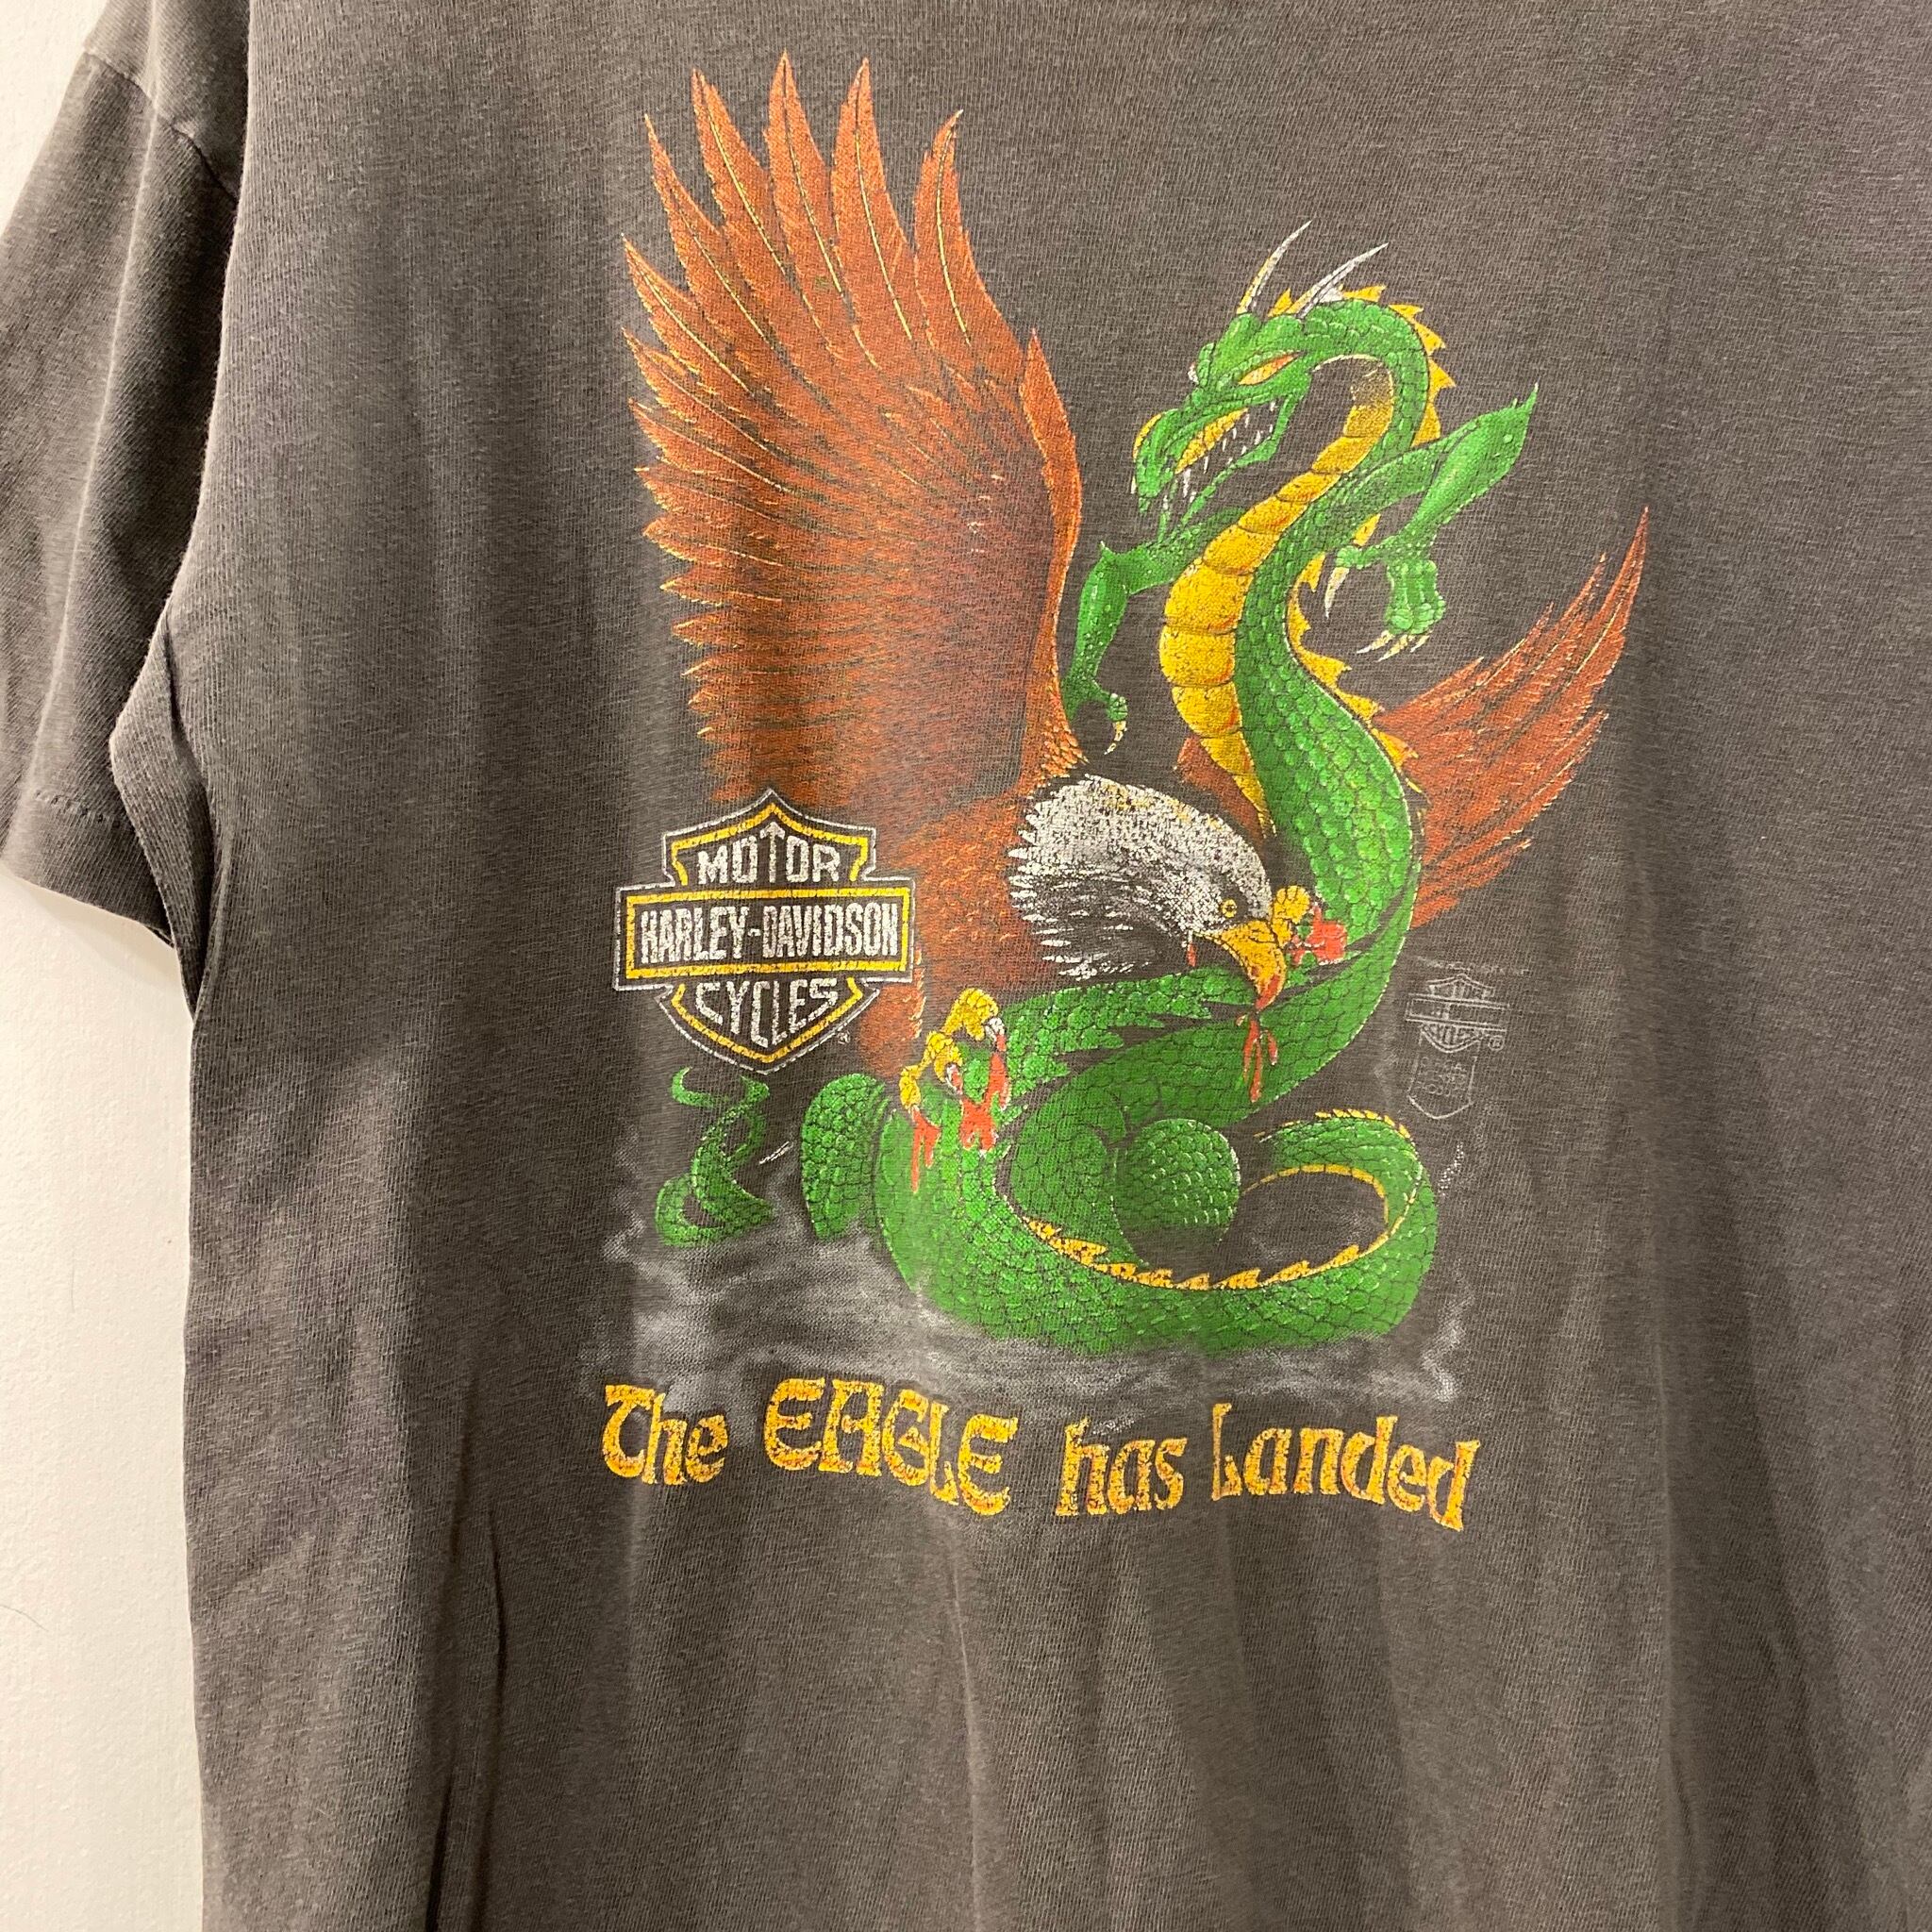 MOTOR
HARLEY-DAVIDSON
CYCLES
The EAGLE has Landed